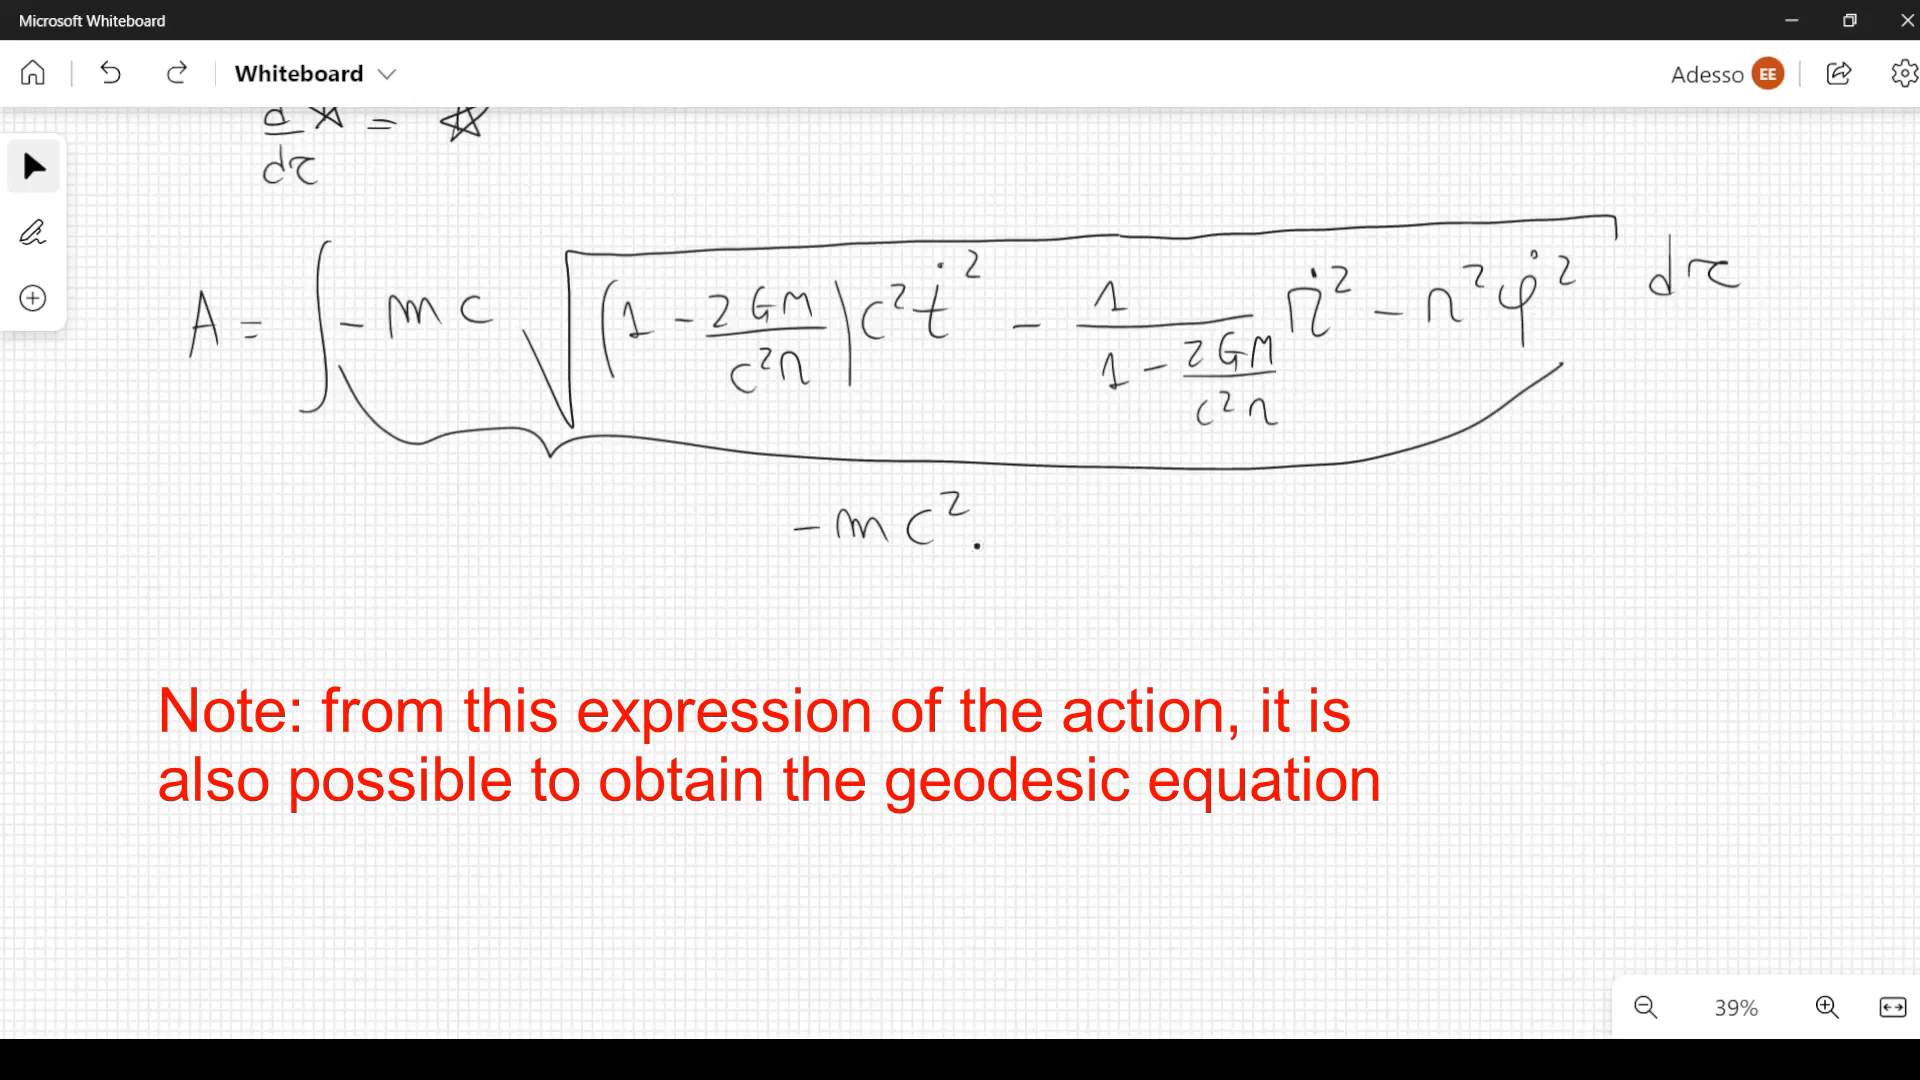 Microsoft Whiteboard
Whiteboard
Adesso EE
d/dτ ☆ = ☆
A = ∫ -mc √((1 - 2GM/c²r) c² ṫ² - 1/(1 - 2GM/c²r) ṙ² - r² φ̇²) dτ
-mc².
Note: from this expression of the action, it is
also possible to obtain the geodesic equation
39%